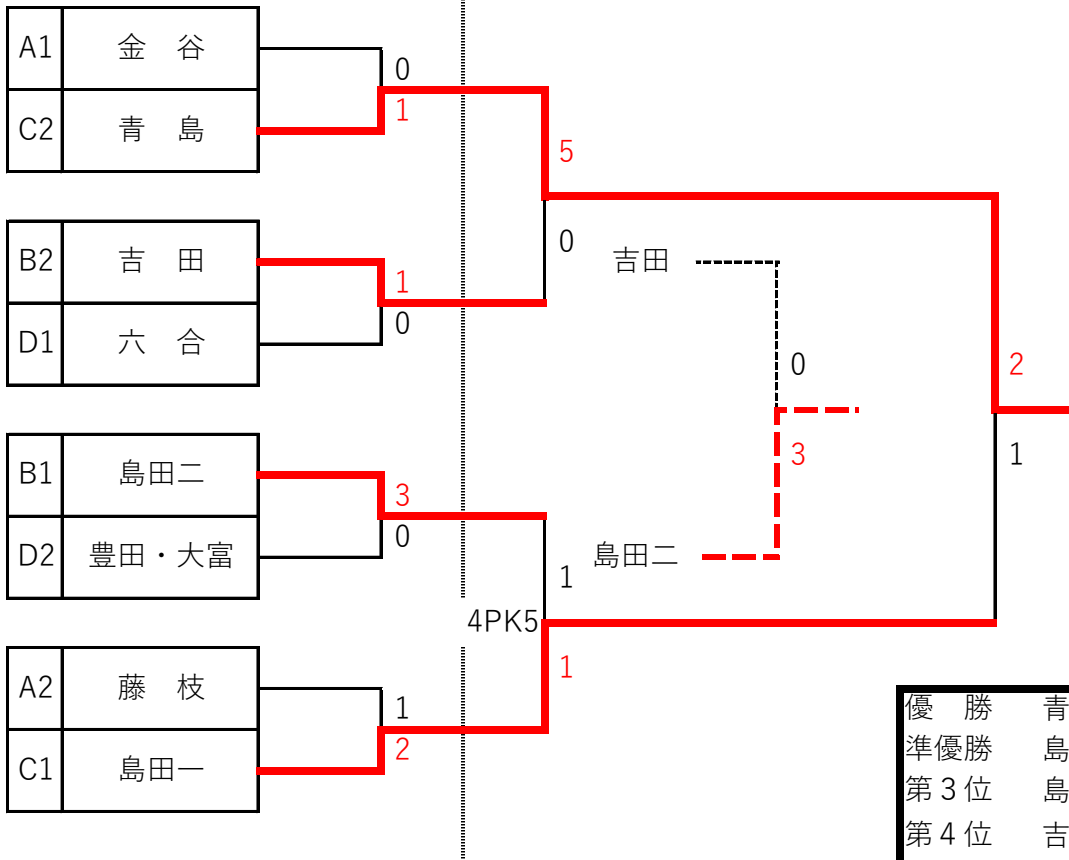 A1 金　谷
0
1
C2 青　島
5
0
B2 吉　田
1
0
D1 六　合
吉田
0
3
島田二
2
1
B1 島田二
3
0
D2 豊田・大富
1
4PK5
1
A2 藤　枝
1
2
C1 島田一
優　勝　青
準優勝　島
第３位　島
第４位　吉